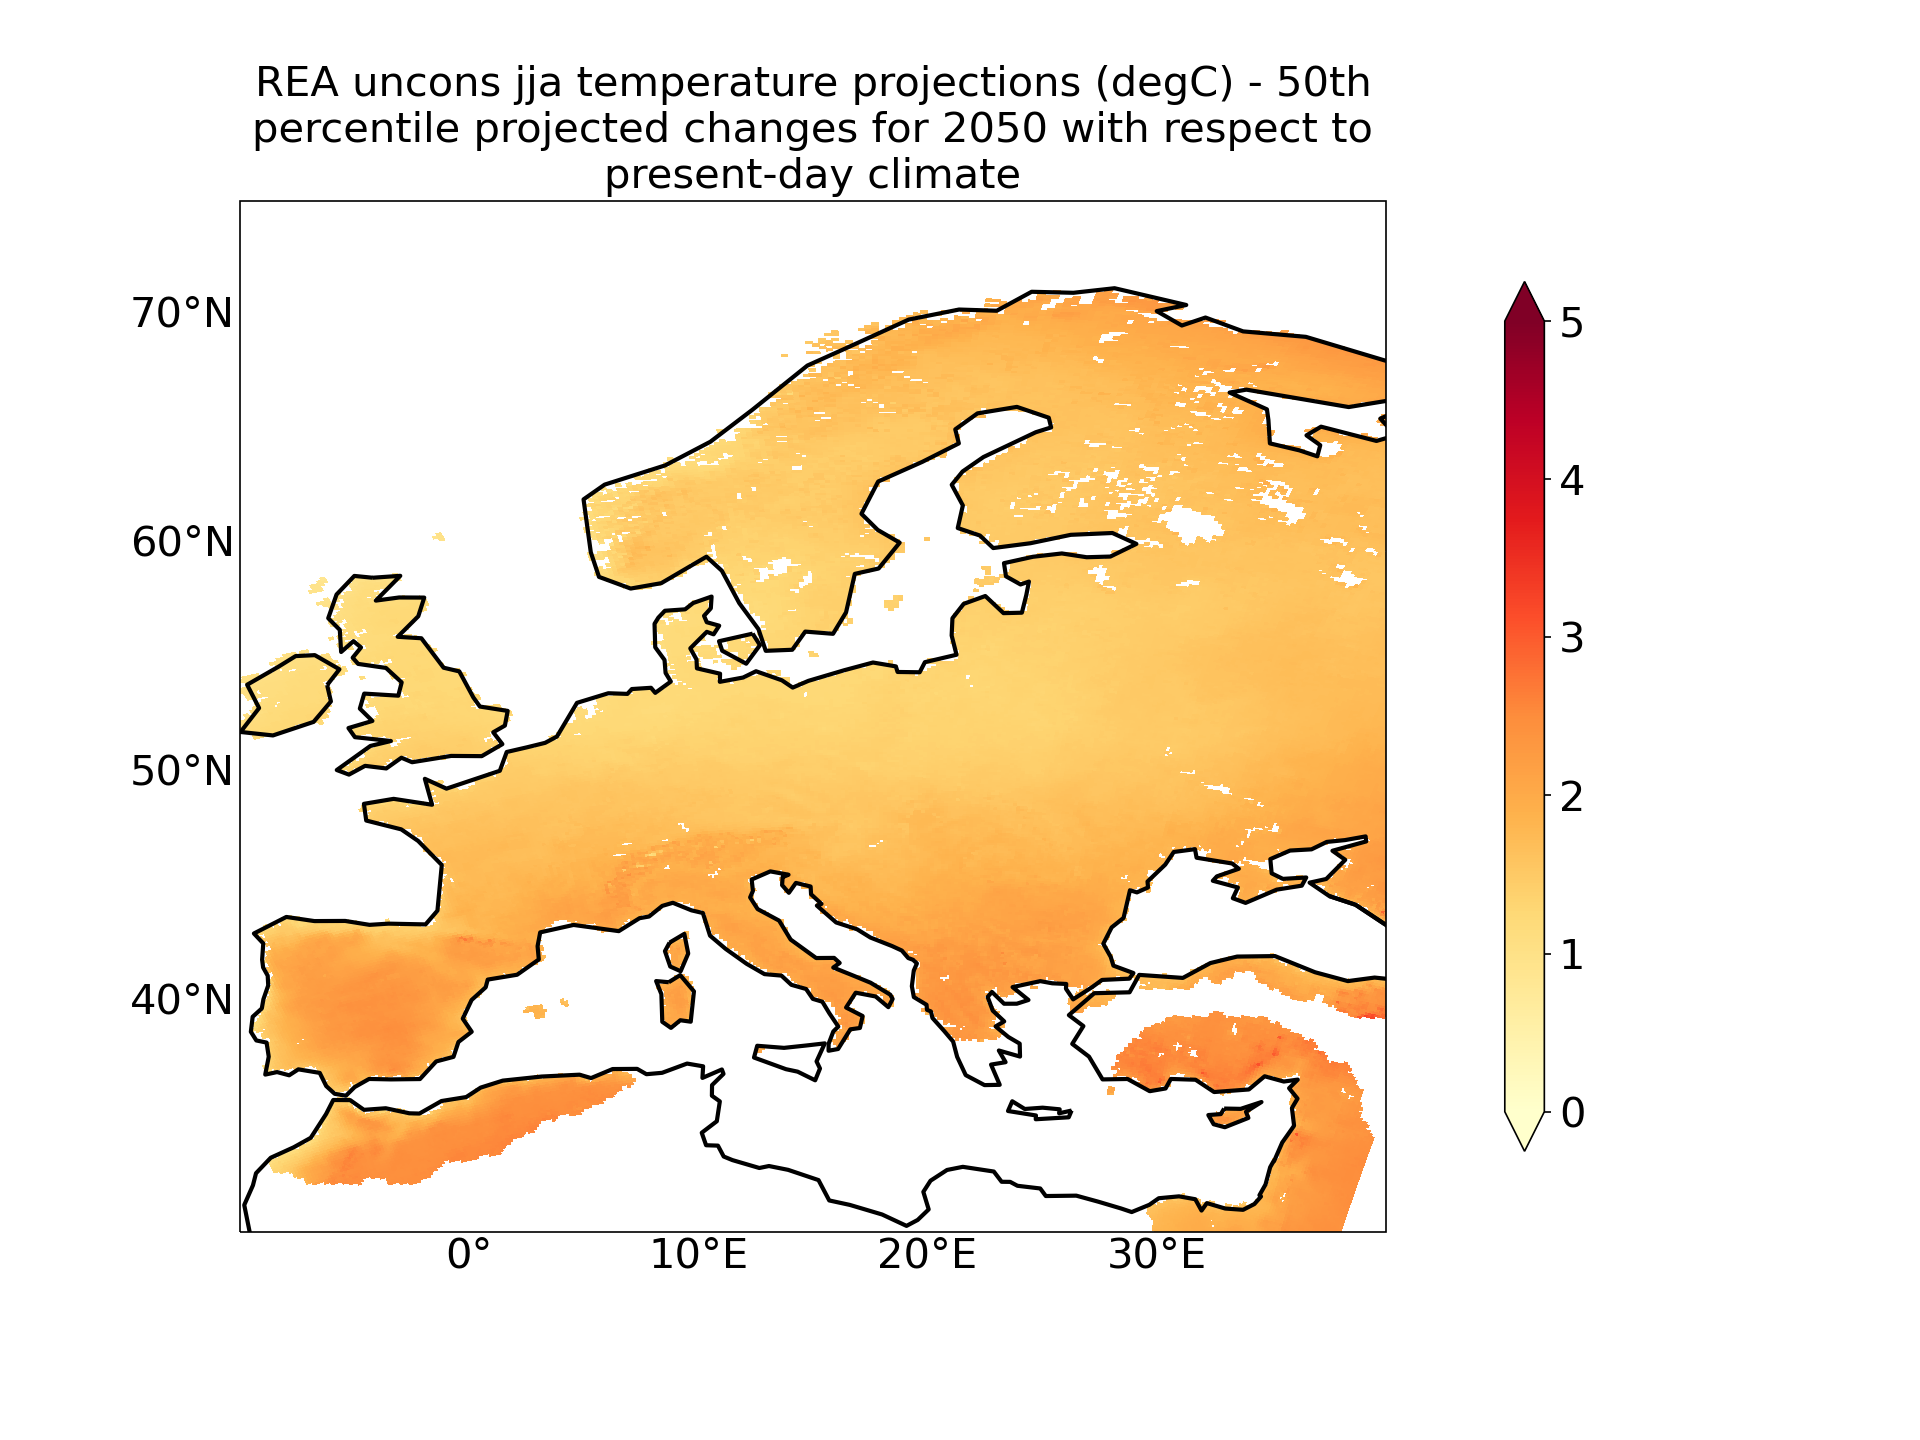 REA uncons jja temperature projections (degC) - 50th
percentile projected changes for 2050 with respect to
present-day climate
70°N
60°N
50°N
40°N
0°
10°E
20°E
30°E
5
4
3
2
1
0